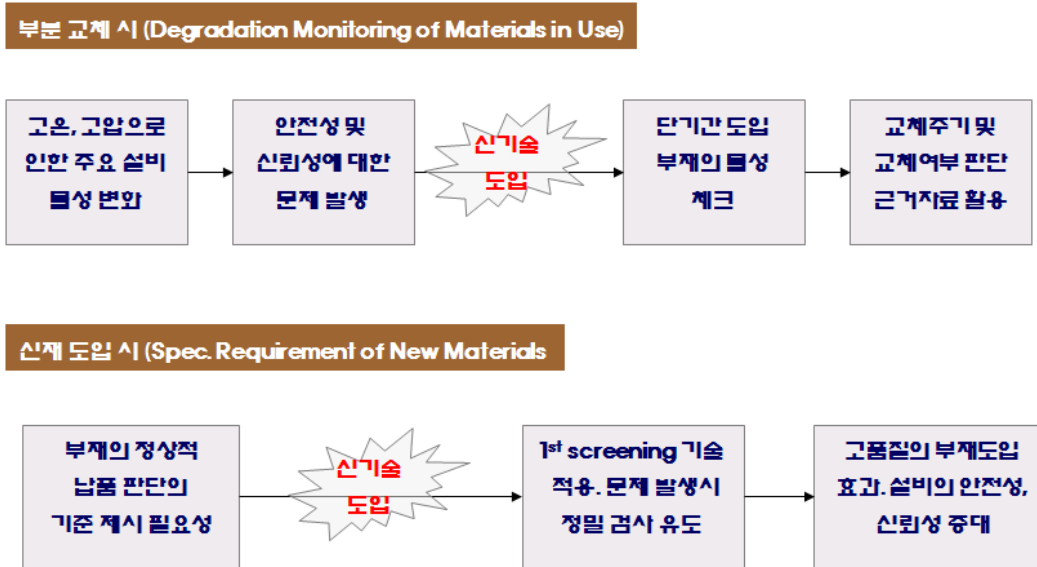 부분 교체 시 (Degradation Monitoring of Materials in Use)
고온, 고압으로
인한 주요 설비
물성 변화
안전성 및
신뢰성에 대한
문제 발생
신기술
도입
단기간 도입
부재의 물성
체크
교체주기 및
교체여부 판단
근거자료 활용
신재 도입 시 (Spec. Requirement of New Materials
부재의 정상적
납품 판단의
기준 제시 필요성
신기술
도입
1st screening 기술
적용. 문제 발생시
정밀 검사 유도
고품질의 부재도입
효과. 설비의 안전성,
신뢰성 증대